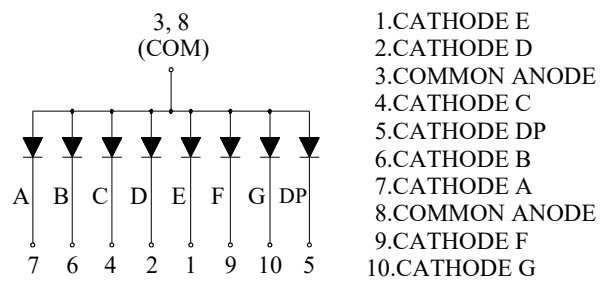 3, 8
(COM)
A B C D E F G DP
7 6 4 2 1 9 10 5
1.CATHODE E
2.CATHODE D
3.COMMON ANODE
4.CATHODE C
5.CATHODE DP
6.CATHODE B
7.CATHODE A
8.COMMON ANODE
9.CATHODE F
10.CATHODE G